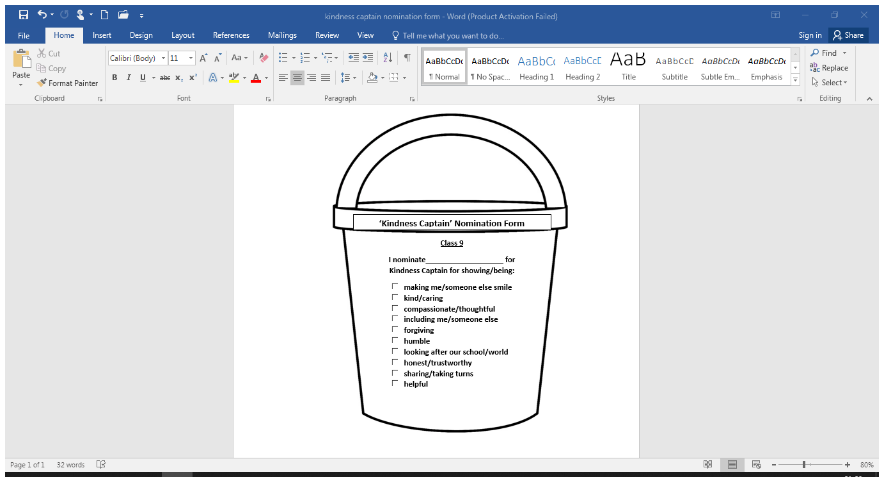 kindness captain nomination form - Word (Product Activation Failed)
File Home Insert Design Layout References Mailings Review View Tell me what you want to do... Sign in Share
Paste
Cut
Copy
Format Painter
Clipboard
Calibri (Body) 11 A A Aa
B I U abc x, x' A aby A
Font
Paragraph
AaBbCcDc AaBbCcDc AaBbCc AaBbCcE AaB AaBbCcD AaBbCcDc AaBbCcDc
¶ Normal ¶ No Spac... Heading 1 Heading 2 Title Subtitle Subtle Em... Emphasis
Styles
Find
Replace
Select
Editing
'Kindness Captain' Nomination Form
Class 9
I nominate____________________ for
Kindness Captain for showing/being:
making me/someone else smile
kind/caring
compassionate/thoughtful
including me/someone else
forgiving
humble
looking after our school/world
honest/trustworthy
sharing/taking turns
helpful
Page 1 of 1 32 words 80%